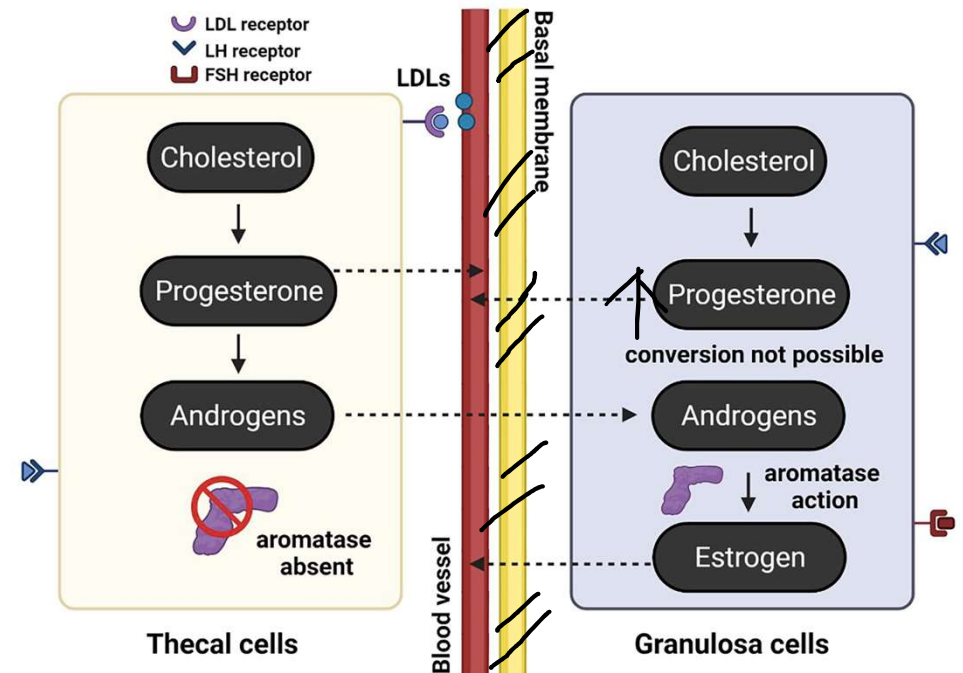 LDL receptor
LH receptor
FSH receptor
LDLs
Basal membrane
Cholesterol
Progesterone
Androgens
aromatase
absent
Thecal cells
Blood vessel
Cholesterol
Progesterone
conversion not possible
Androgens
aromatase
action
Estrogen
Granulosa cells